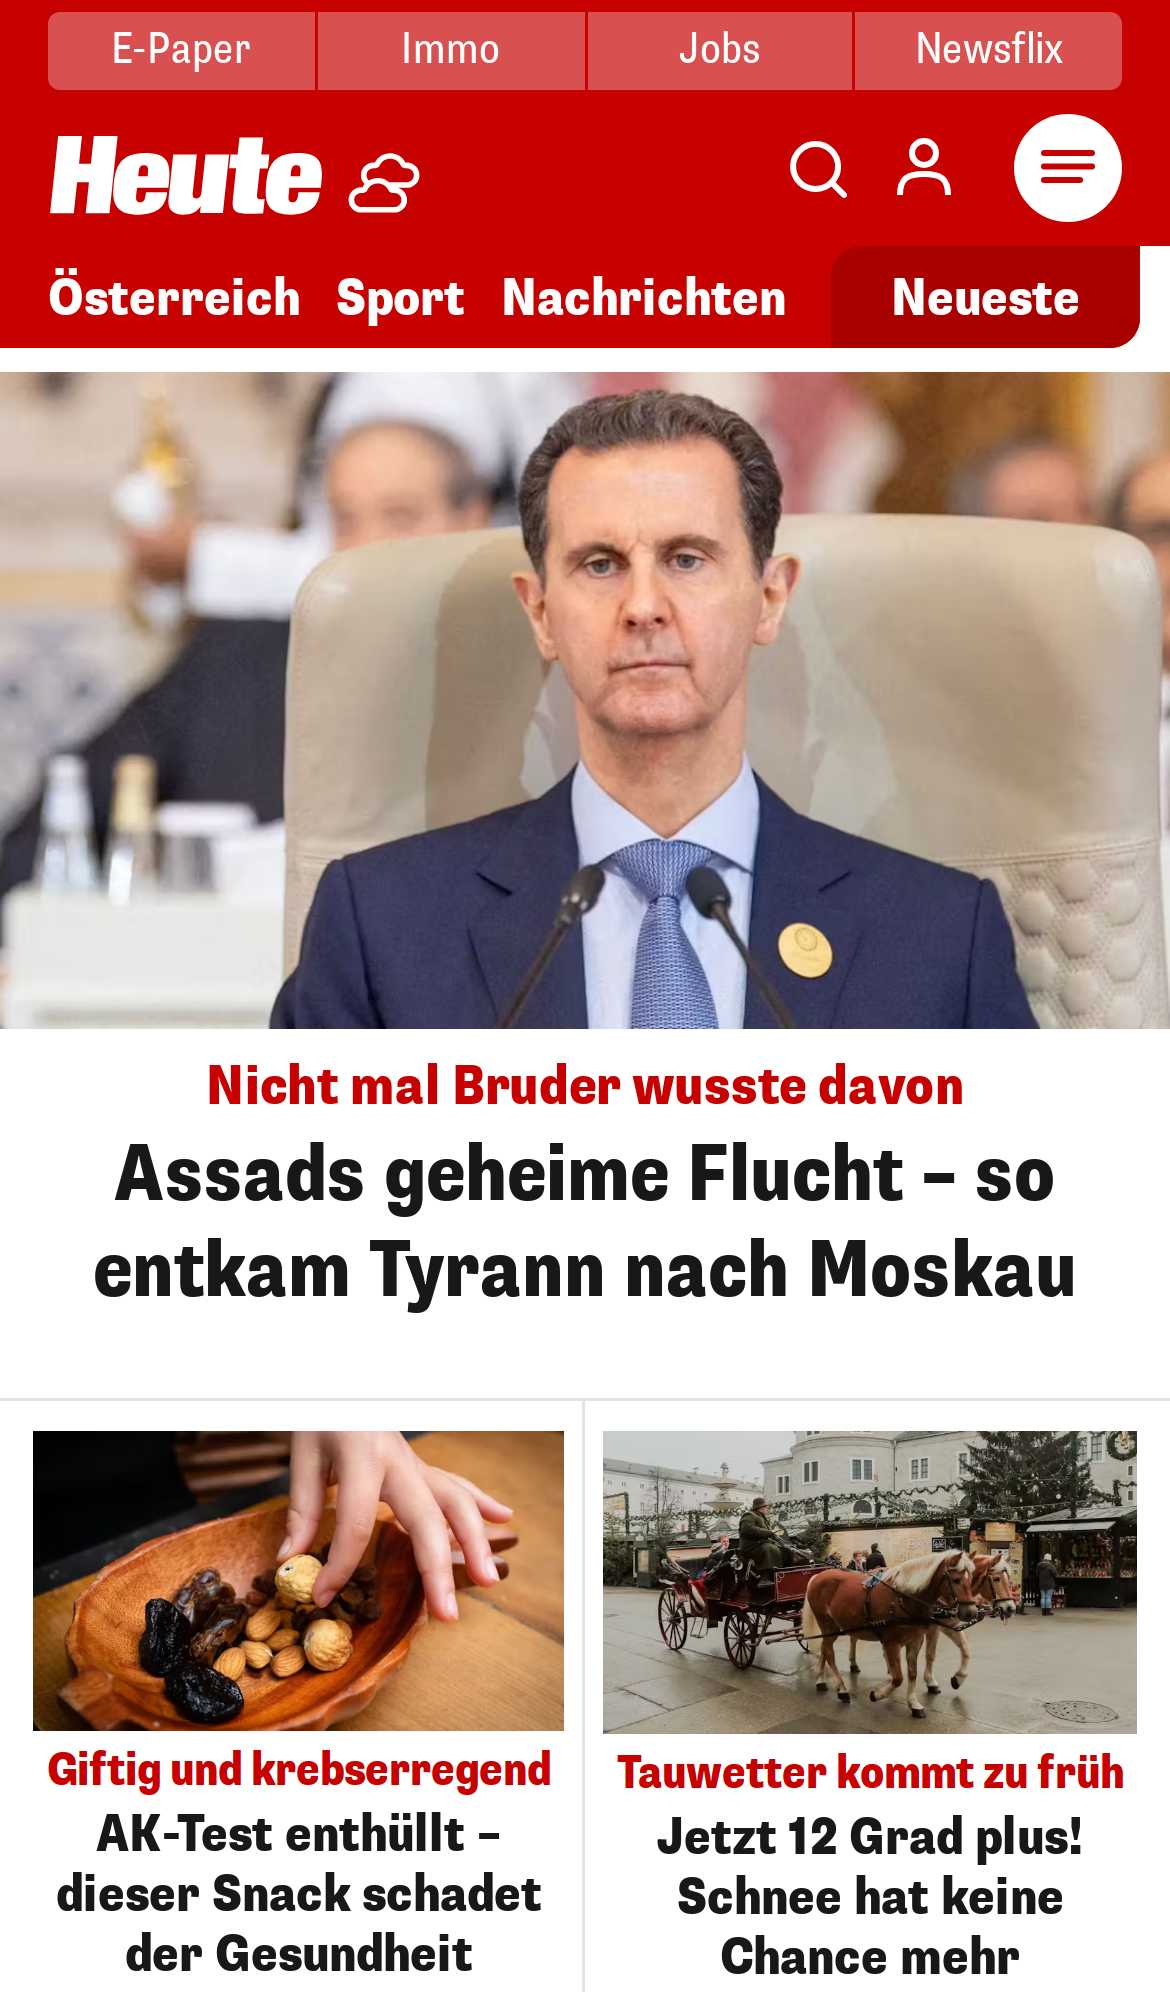 E-Paper
Immo
Jobs
Newsflix
Heute
Österreich
Sport
Nachrichten
Neueste
Nicht mal Bruder wusste davon
Assads geheime Flucht – so
entkam Tyrann nach Moskau
Giftig und krebserregend
AK-Test enthüllt –
dieser Snack schadet
der Gesundheit
Tauwetter kommt zu früh
Jetzt 12 Grad plus!
Schnee hat keine
Chance mehr